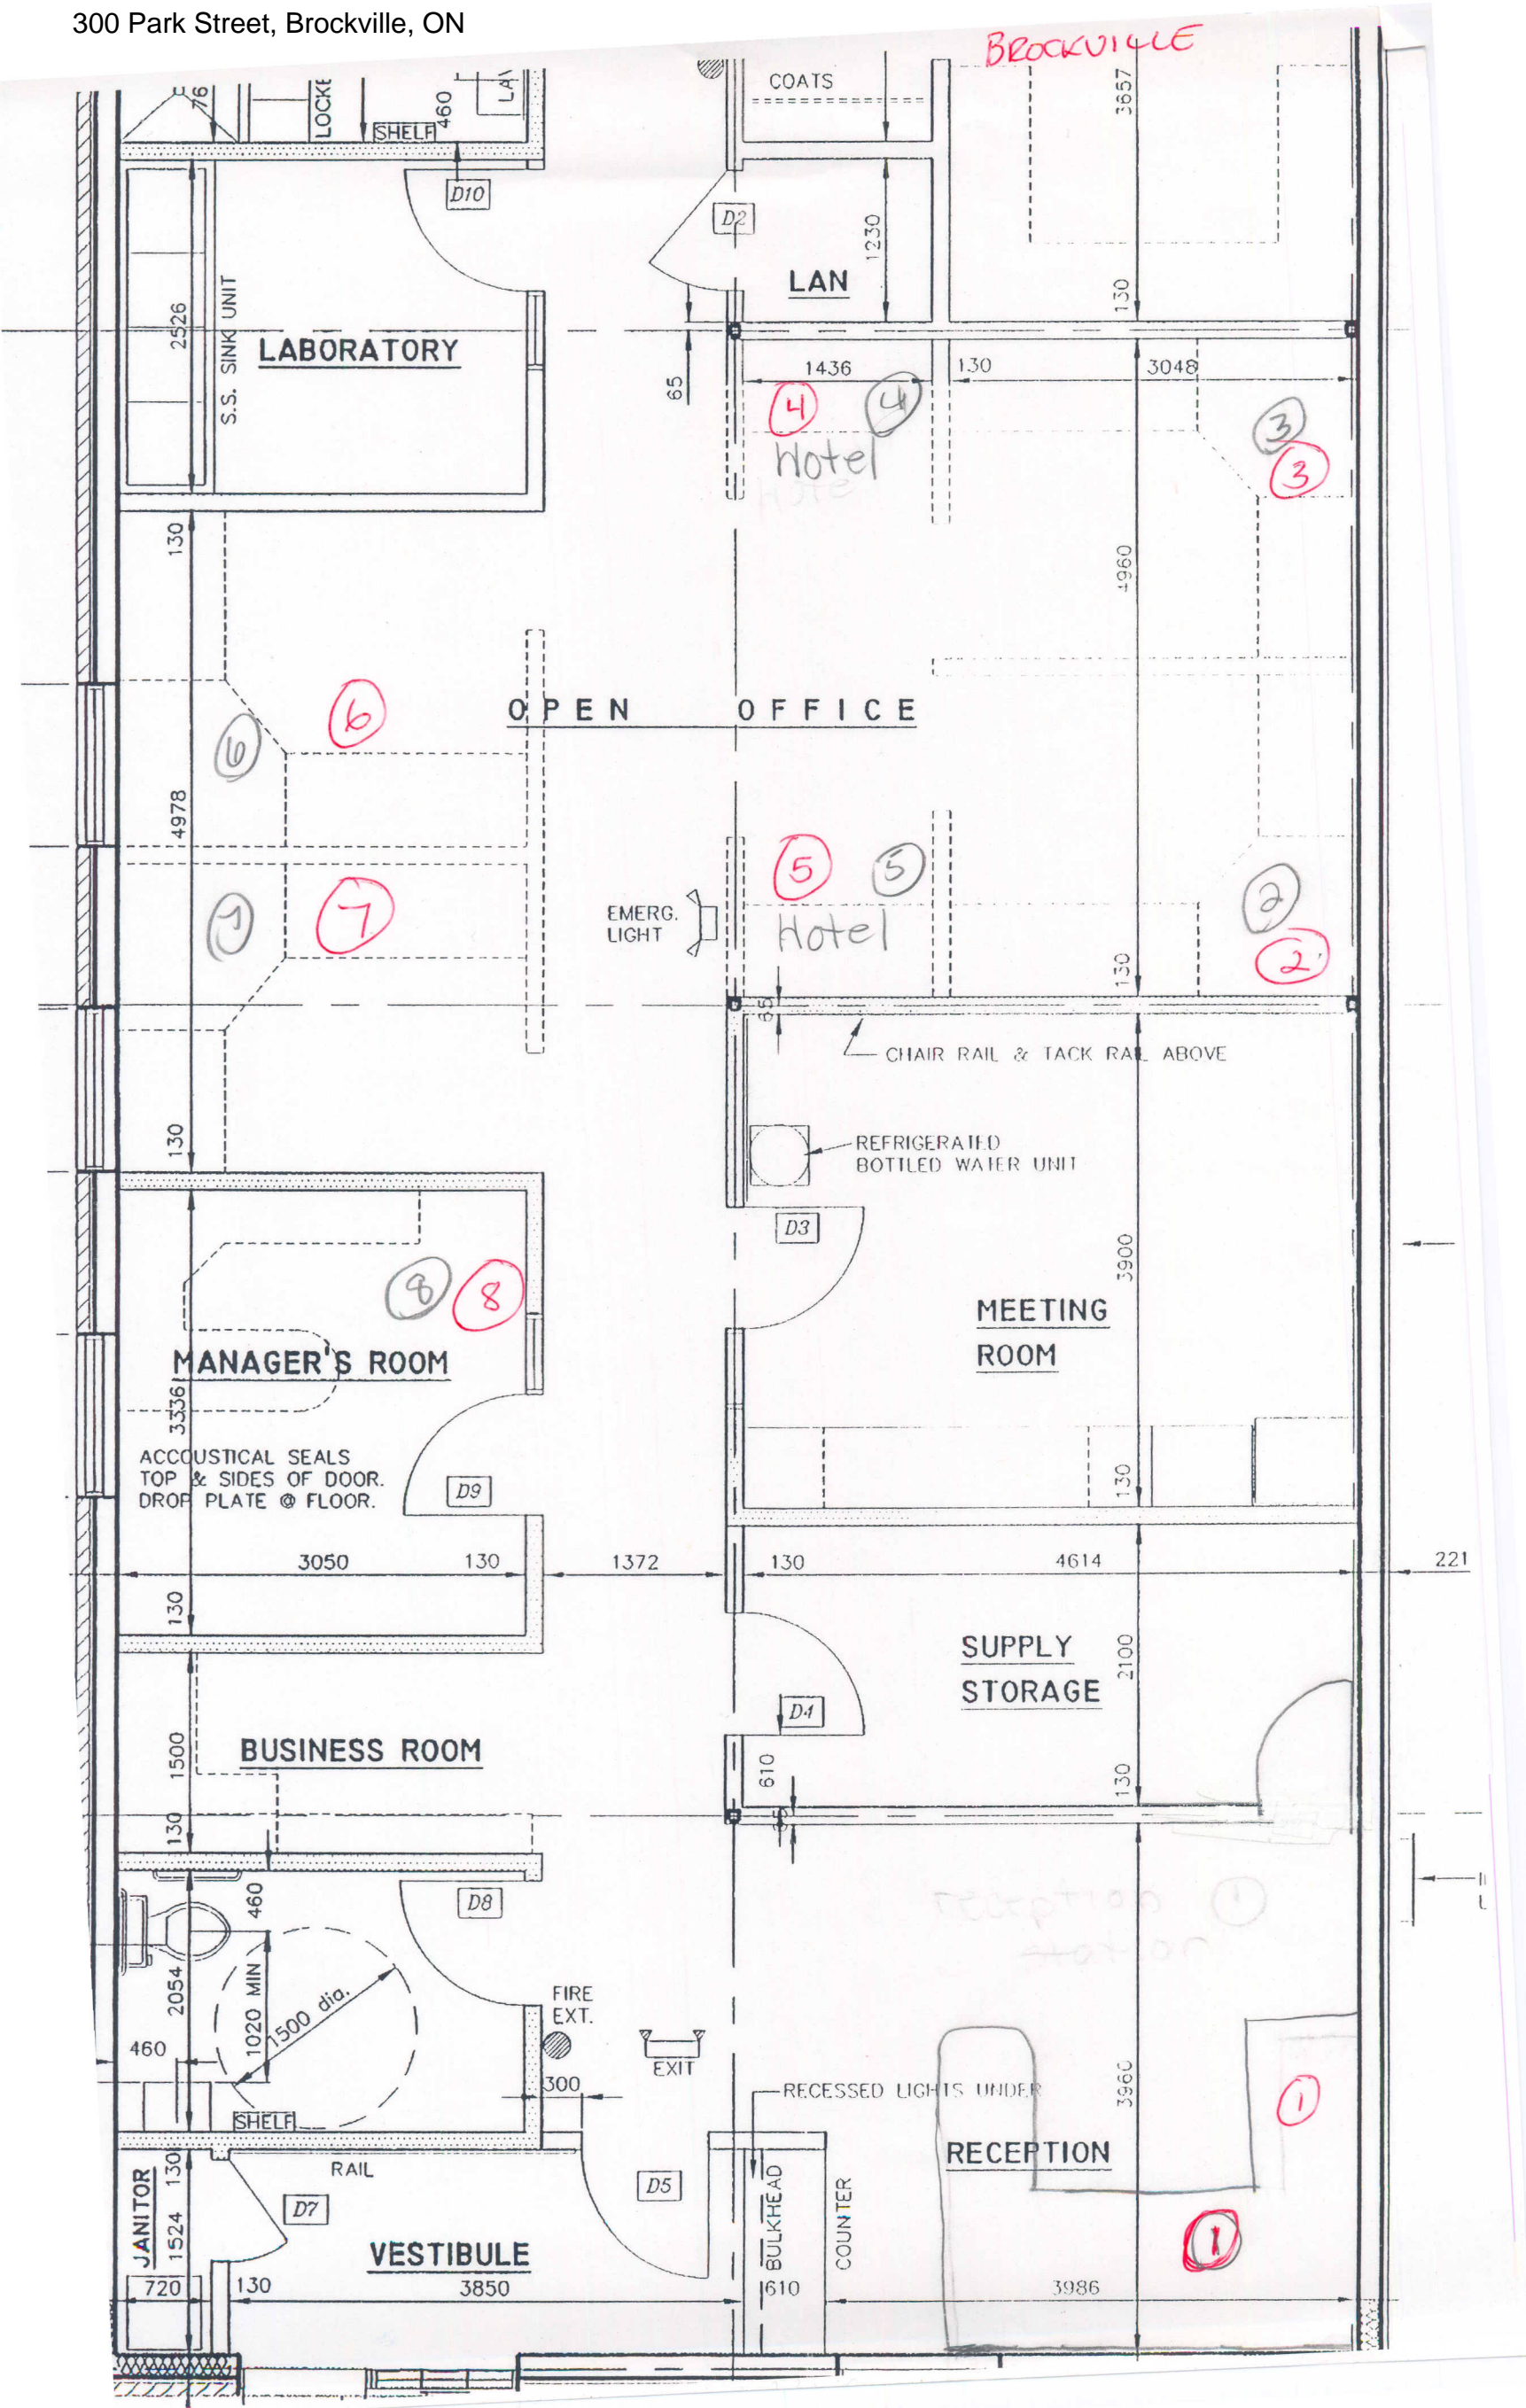 300 Park Street, Brockville, ON
BROCKVILLE
76
LOCKE
SHELF
460
COATS
3657
D10
D2
1230
LAN
130
2526
S.S. SINK UNIT
LABORATORY
65
1436
130
3048
4
4
Hotel
3
3
130
4960
6
6
OPEN OFFICE
4978
7
7
EMERG.
LIGHT
5
5
Hotel
2
2
130
65
CHAIR RAIL & TACK RAIL ABOVE
130
REFRIGERATED
BOTTLED WATER UNIT
D3
3900
8
8
MEETING
ROOM
MANAGER'S ROOM
3336
ACCOUSTICAL SEALS
TOP & SIDES OF DOOR.
DROP PLATE @ FLOOR.
D9
130
3050
130
1372
130
4614
221
130
SUPPLY
STORAGE
2100
D4
BUSINESS ROOM
1500
610
130
130
65
460
D8
reception 1
station
2054
1020 MIN
1500 dia.
FIRE
EXT.
460
EXIT
300
RECESSED LIGHTS UNDER
3960
1
SHELF
RAIL
RECEPTION
JANITOR
130
1524
D7
D5
BULKHEAD
COUNTER
1
VESTIBULE
720
130
3850
610
3986